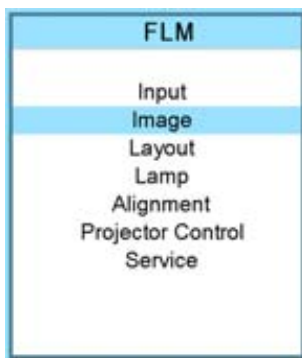 FLM
Input
Image
Layout
Lamp
Alignment
Projector Control
Service